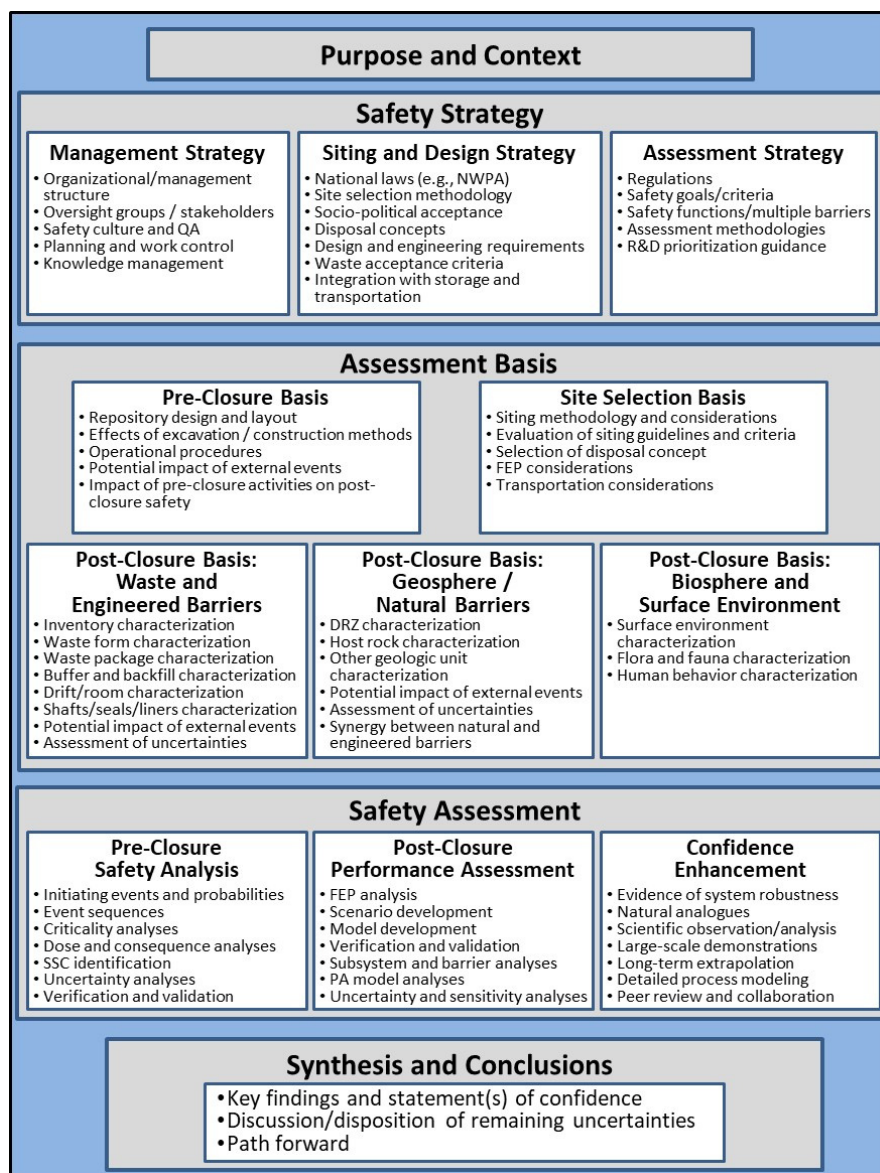 Purpose and Context
Safety Strategy
Management Strategy
• Organizational/management
structure
• Oversight groups / stakeholders
• Safety culture and QA
• Planning and work control
• Knowledge management
Siting and Design Strategy
• National laws (e.g., NWPA)
• Site selection methodology
• Socio-political acceptance
• Disposal concepts
• Design and engineering requirements
• Waste acceptance criteria
• Integration with storage and
transportation
Assessment Strategy
• Regulations
• Safety goals/criteria
• Safety functions/multiple barriers
• Assessment methodologies
• R&D prioritization guidance
Assessment Basis
Pre-Closure Basis
• Repository design and layout
• Effects of excavation / construction methods
• Operational procedures
• Potential impact of external events
• Impact of pre-closure activities on post-
closure safety
Site Selection Basis
• Siting methodology and considerations
• Evaluation of siting guidelines and criteria
• Selection of disposal concept
• FEP considerations
• Transportation considerations
Post-Closure Basis:
Waste and
Engineered Barriers
• Inventory characterization
• Waste form characterization
• Waste package characterization
• Buffer and backfill characterization
• Drift/room characterization
• Shafts/seals/liners characterization
• Potential impact of external events
• Assessment of uncertainties
Post-Closure Basis:
Geosphere /
Natural Barriers
• DRZ characterization
• Host rock characterization
• Other geologic unit
characterization
• Potential impact of external events
• Assessment of uncertainties
• Synergy between natural and
engineered barriers
Post-Closure Basis:
Biosphere and
Surface Environment
• Surface environment
characterization
• Flora and fauna characterization
• Human behavior characterization
Safety Assessment
Pre-Closure
Safety Analysis
• Initiating events and probabilities
• Event sequences
• Criticality analyses
• Dose and consequence analyses
• SSC identification
• Uncertainty analyses
• Verification and validation
Post-Closure
Performance Assessment
• FEP analysis
• Scenario development
• Model development
• Verification and validation
• Subsystem and barrier analyses
• PA model analyses
• Uncertainty and sensitivity analyses
Confidence
Enhancement
• Evidence of system robustness
• Natural analogues
• Scientific observation/analysis
• Large-scale demonstrations
• Long-term extrapolation
• Detailed process modeling
• Peer review and collaboration
Synthesis and Conclusions
• Key findings and statement(s) of confidence
• Discussion/disposition of remaining uncertainties
• Path forward